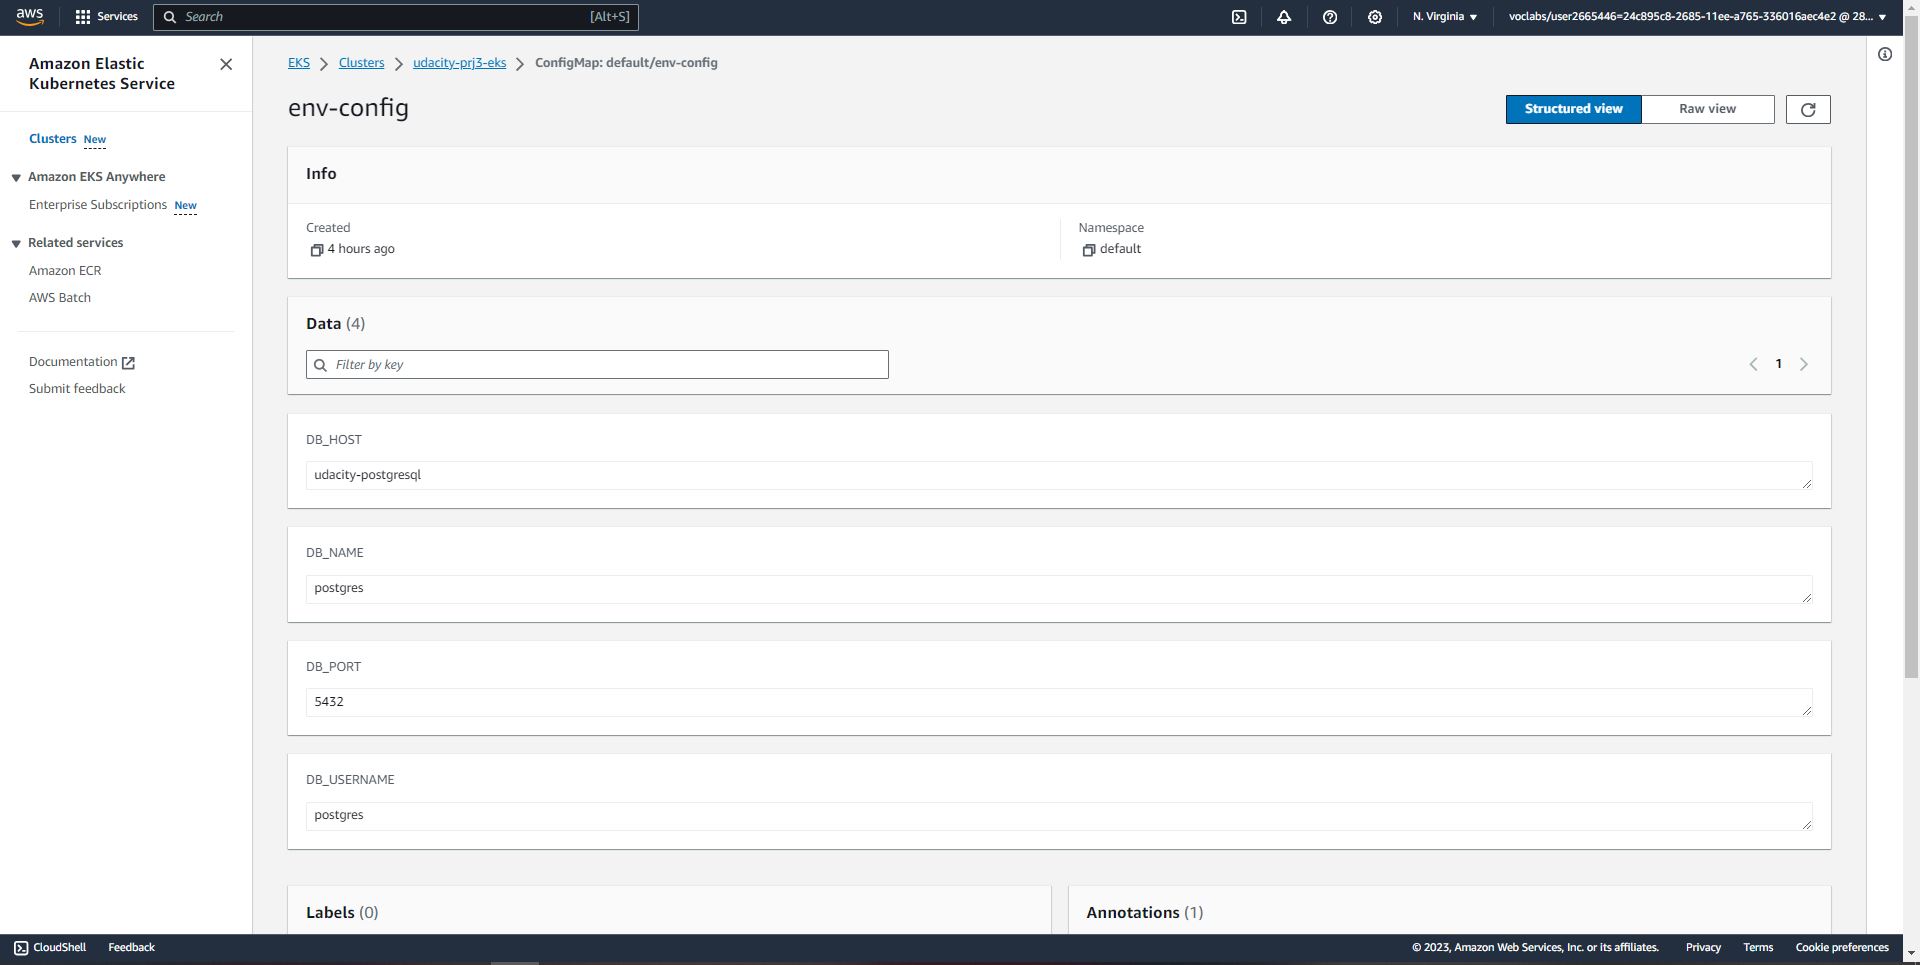 aws Services Search [Alt+S] N. Virginia voclabs/user2665446=24c895c8-2685-11ee-a765-336016aec4e2 @ 28...
Amazon Elastic
Kubernetes Service
Clusters New
Amazon EKS Anywhere
Enterprise Subscriptions New
Related services
Amazon ECR
AWS Batch
Documentation
Submit feedback
EKS Clusters udacity-prj3-eks ConfigMap: default/env-config
env-config
Structured view Raw view
Info
Created Namespace
4 hours ago default
Data (4)
Filter by key 1
DB_HOST
udacity-postgresql
DB_NAME
postgres
DB_PORT
5432
DB_USERNAME
postgres
Labels (0) Annotations (1)
CloudShell Feedback © 2023, Amazon Web Services, Inc. or its affiliates. Privacy Terms Cookie preferences